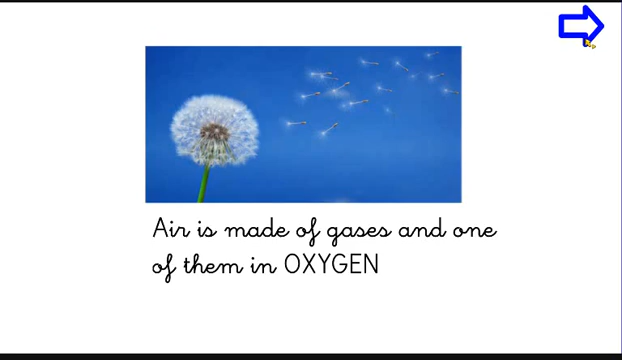 Air is made of gases and one
of them in OXYGEN